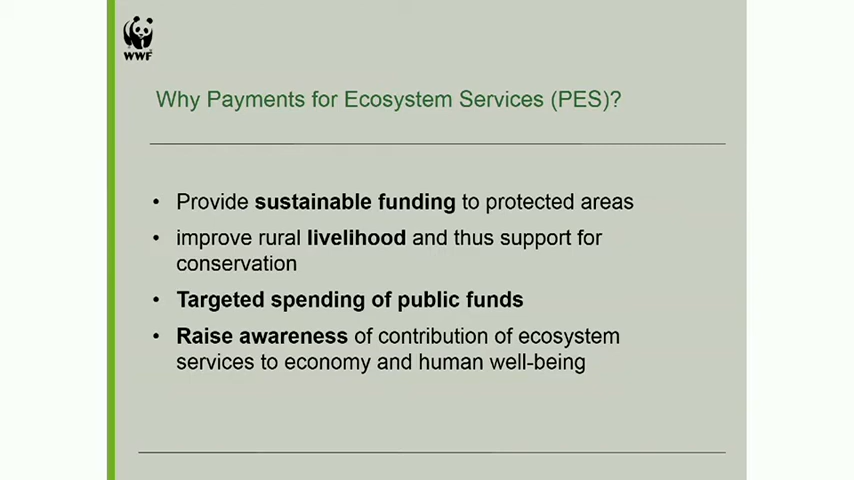 WWF
Why Payments for Ecosystem Services (PES)?
• Provide sustainable funding to protected areas
• improve rural livelihood and thus support for
conservation
• Targeted spending of public funds
• Raise awareness of contribution of ecosystem
services to economy and human well-being